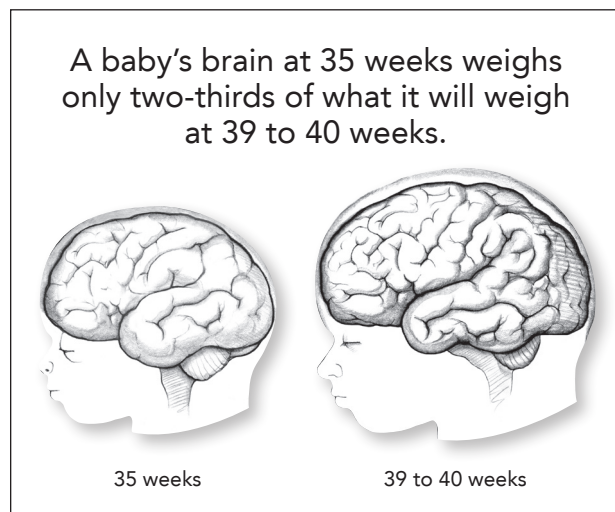 A baby’s brain at 35 weeks weighs
only two-thirds of what it will weigh
at 39 to 40 weeks.
35 weeks
39 to 40 weeks